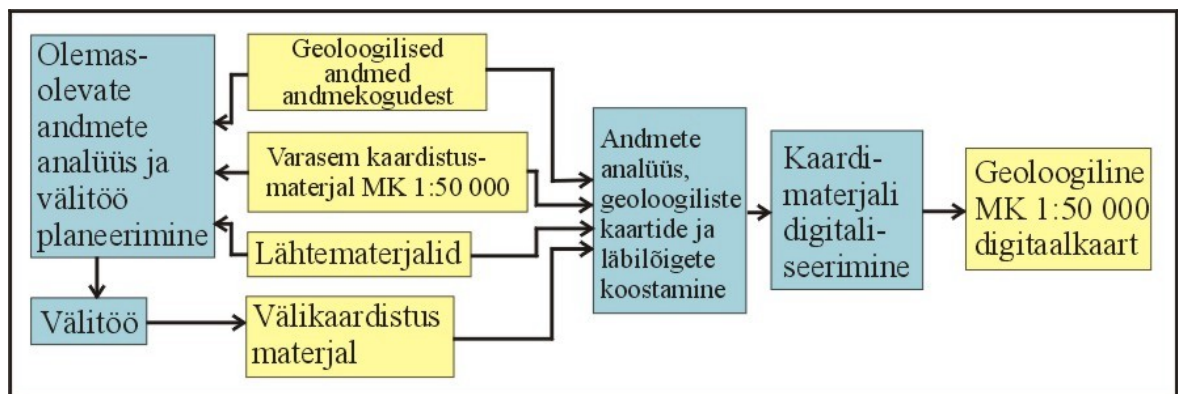 Olemas-
olevate
andmete
analüüs ja
välitöö
planeerimine
Välitöö
Geoloogilised
andmed
andmekogudest
Varasem kaardistus-
materjal MK 1:50 000
Lähtematerjalid
Välikaardistus
materjal
Andmete
analüüs,
geoloogiliste
kaartide ja
läbilõigete
koostamine
Kaardi-
materjali
digitali-
seerimine
Geoloogiline
MK 1:50 000
digitaalkaart